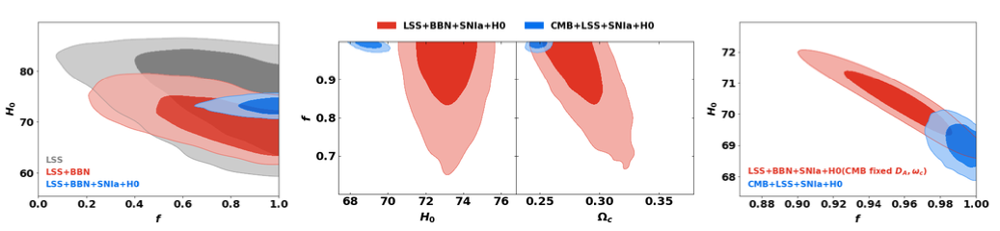 LSS+BBN+SNIa+H0 CMB+LSS+SNIa+H0
80
70
60
H₀
LSS
LSS+BBN
LSS+BBN+SNIa+H0
0.0 0.2 0.4 0.6 0.8 1.0
f
0.9
0.8
0.7
f
68 70 72 74 76
H₀
0.25 0.30 0.35
Ω_c
72
71
70
69
68
H₀
LSS+BBN+SNIa+H0(CMB fixed D_A, ω_c)
CMB+LSS+SNIa+H0
0.88 0.90 0.92 0.94 0.96 0.98 1.00
f